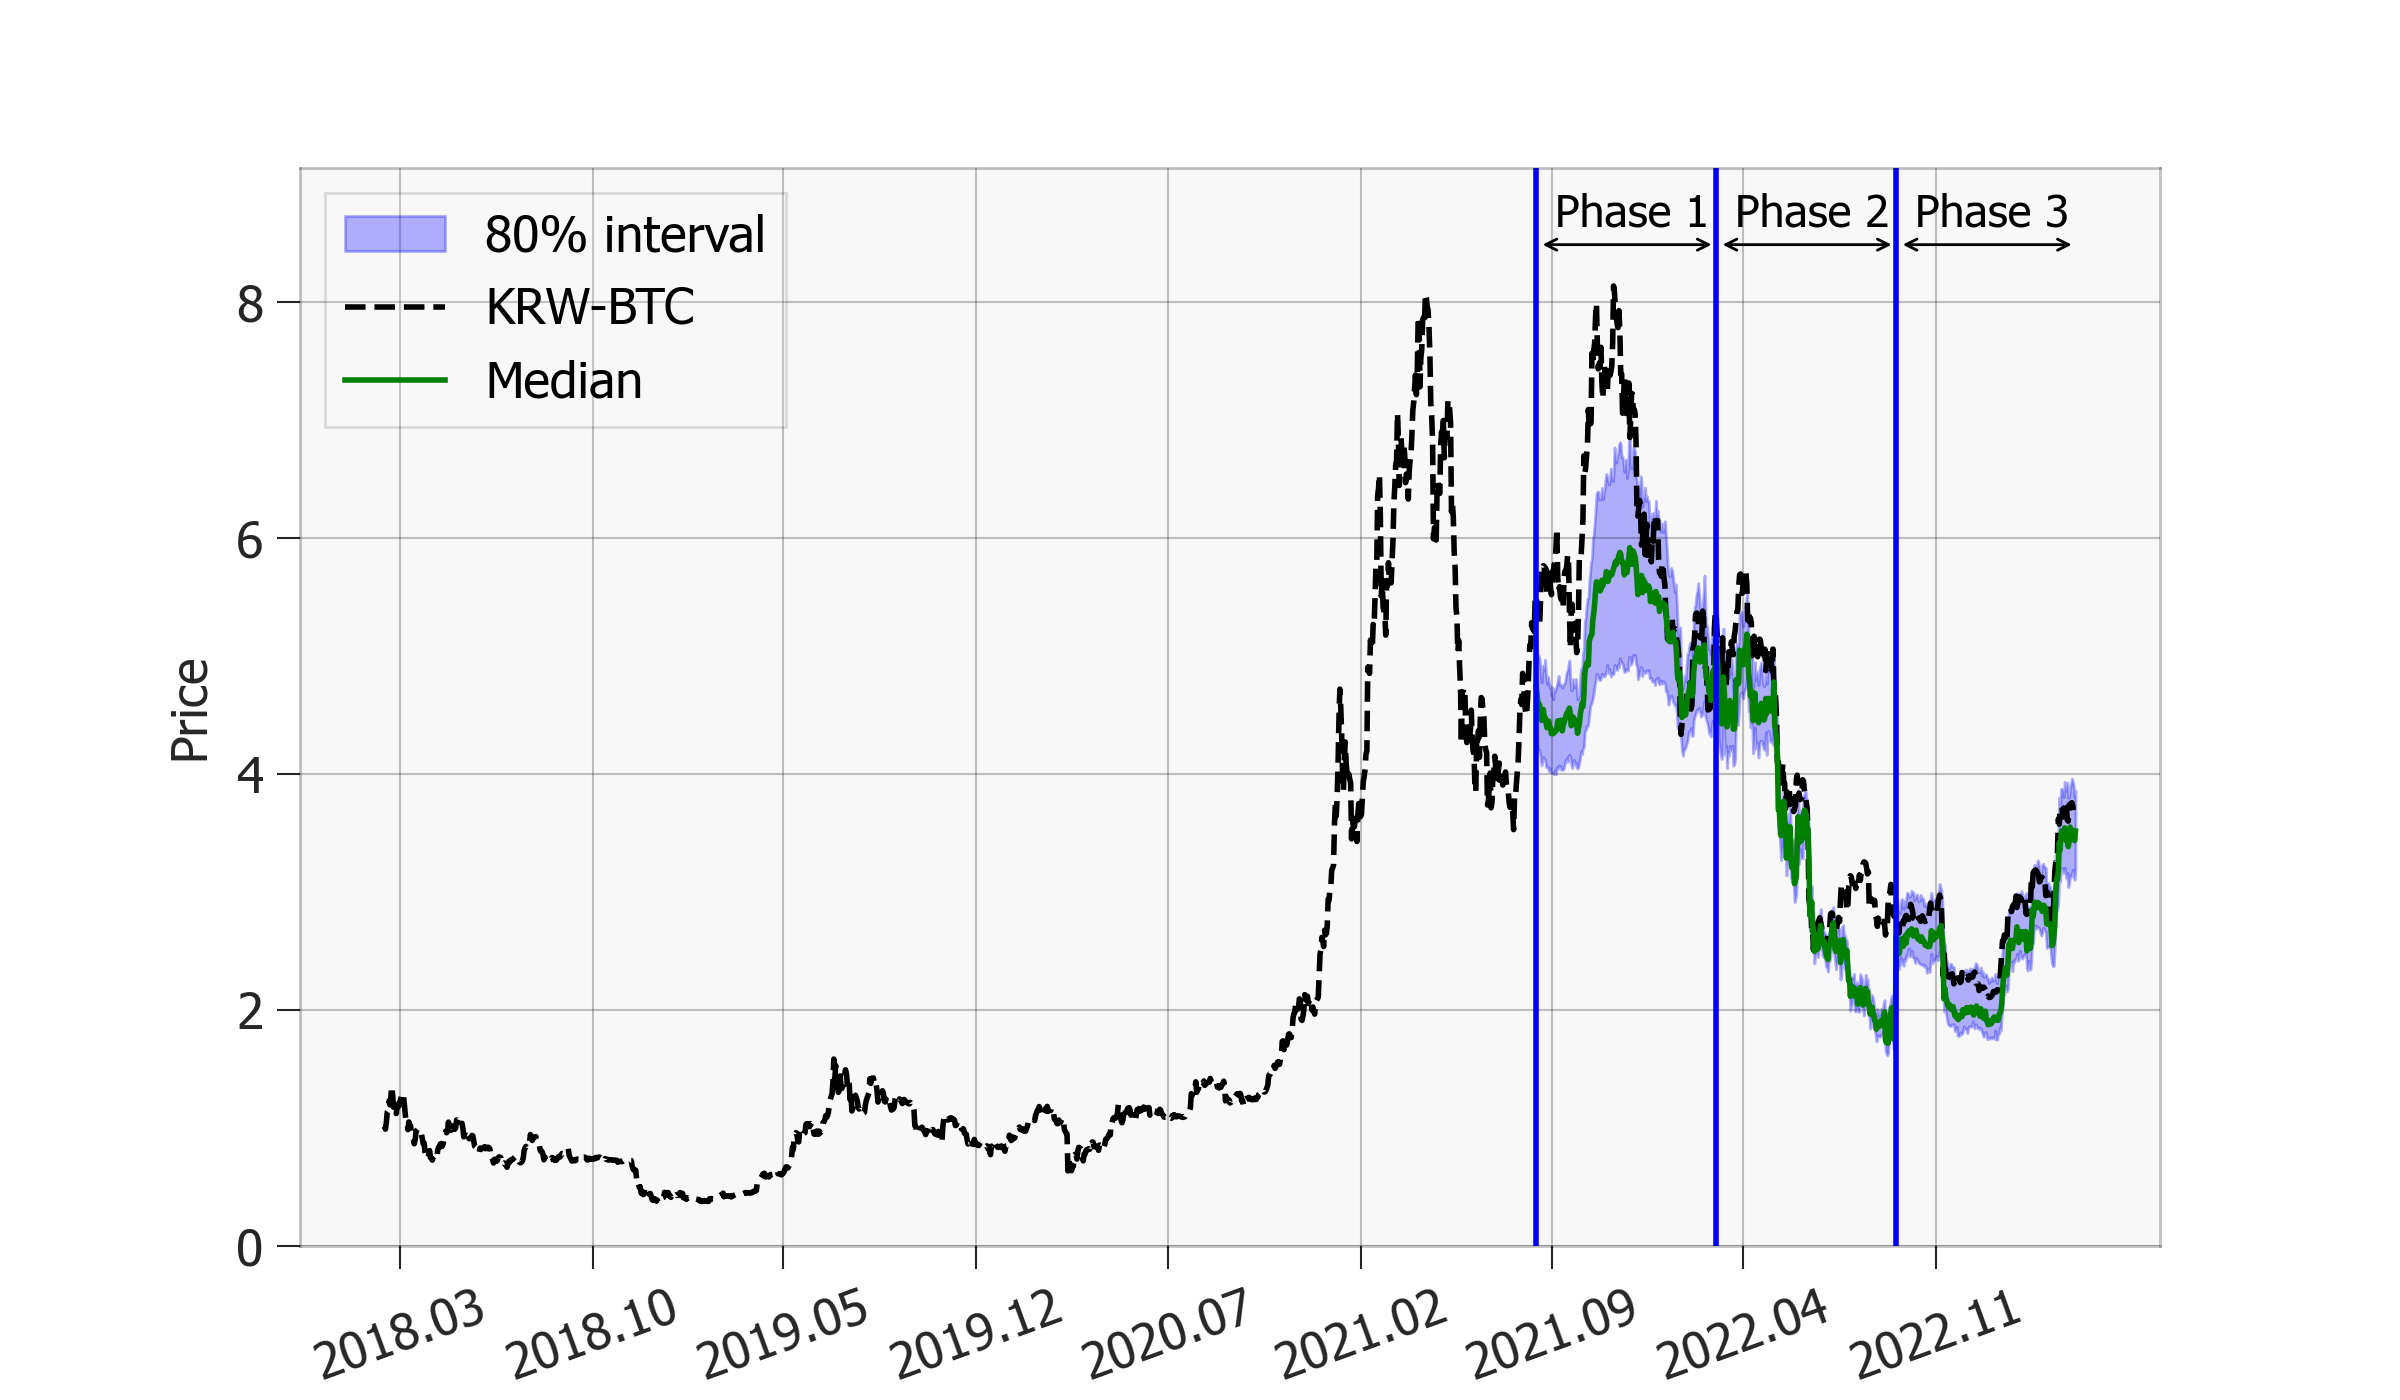 Phase 1
Phase 2
Phase 3
80% interval
KRW-BTC
Median
Price
8
6
4
2
0
2018.03
2018.10
2019.05
2019.12
2020.07
2021.02
2021.09
2022.04
2022.11